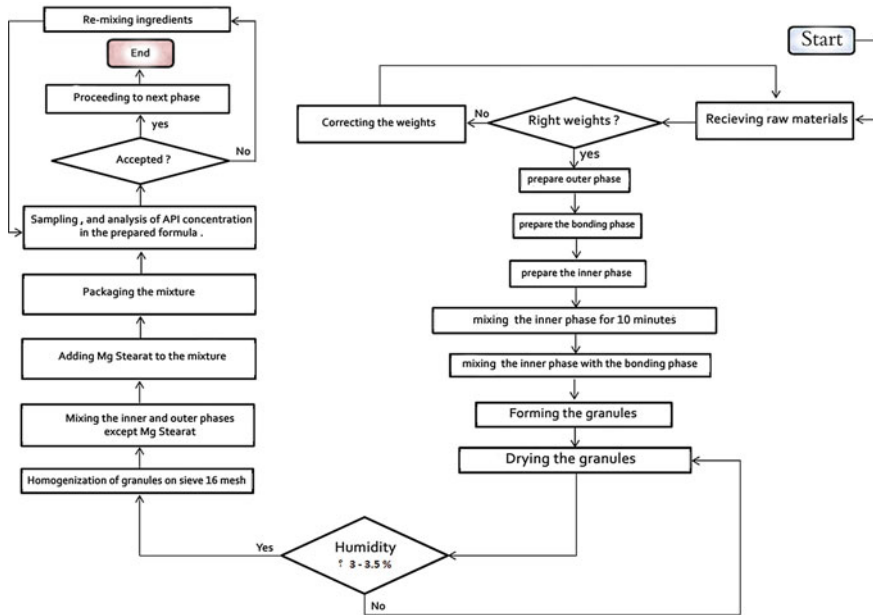 Start
Recieving raw materials
Right weights ?
No
Correcting the weights
yes
prepare outer phase
prepare the bonding phase
prepare the inner phase
mixing the inner phase for 10 minutes
mixing the inner phase with the bonding phase
Forming the granules
Drying the granules
Humidity
؟ 3 - 3.5 %
No
Yes
Homogenization of granules on sieve 16 mesh
Mixing the inner and outer phases
except Mg Stearat
Adding Mg Stearat to the mixture
Packaging the mixture
Sampling , and analysis of API concentration
in the prepared formula .
Accepted ?
No
yes
Proceeding to next phase
End
Re-mixing ingredients